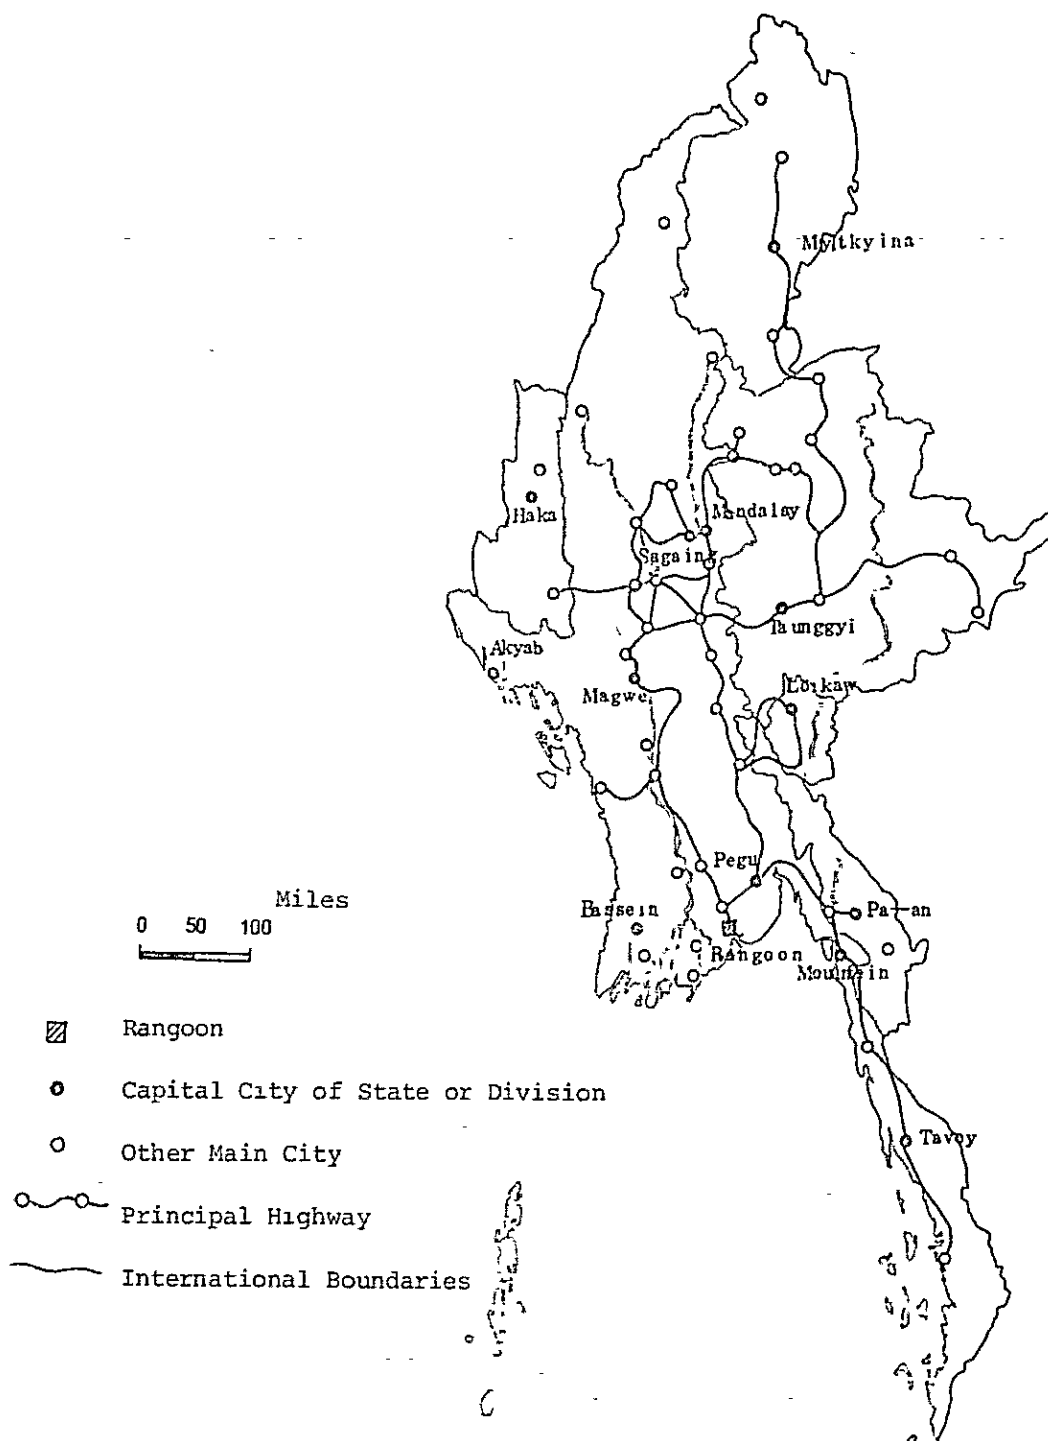 Myitkyina
Mandalay
Haka
Sagaing
Taunggyi
Akyab
Loikaw
Magwe
Pegu
Miles
0 50 100
Bassein
Pa-an
Rangoon
Moulmein
Rangoon
Capital City of State or Division
Other Main City
Tavoy
Principal Highway
International Boundaries